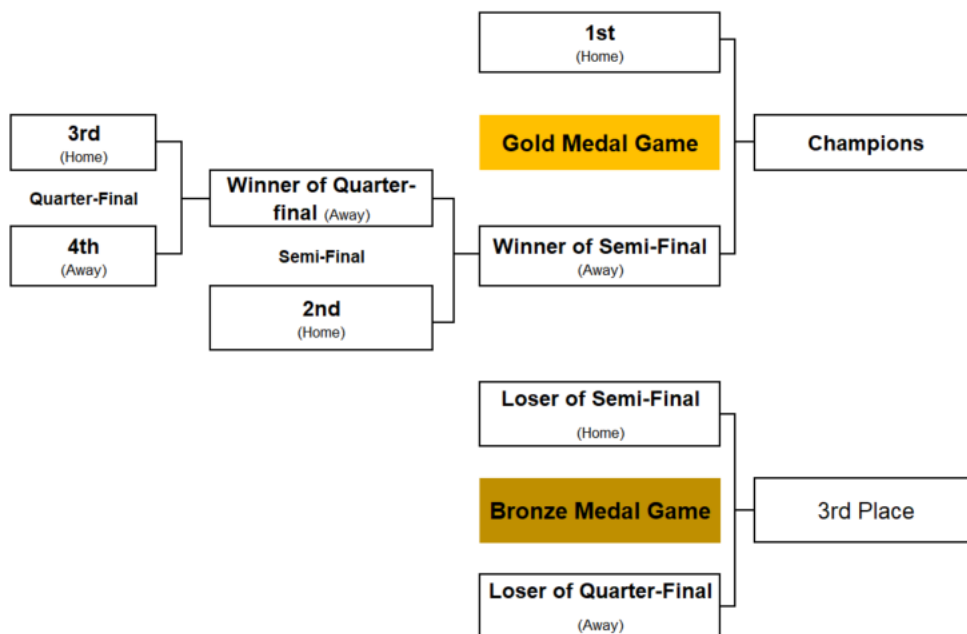 1st
(Home)
3rd
(Home)
Gold Medal Game
Champions
Quarter-Final
Winner of Quarter-
final (Away)
4th
(Away)
Semi-Final
Winner of Semi-Final
(Away)
2nd
(Home)
Loser of Semi-Final
(Home)
Bronze Medal Game
3rd Place
Loser of Quarter-Final
(Away)